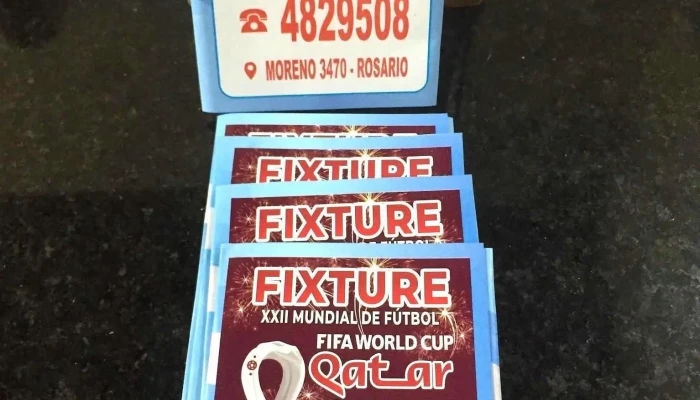 4829508
MORENO 3470 - ROSARIO
FIXTURE
FIXTURE
FIXTURE
FIXTURE
XXII MUNDIAL DE FÚTBOL
FIFA WORLD CUP
Qatar